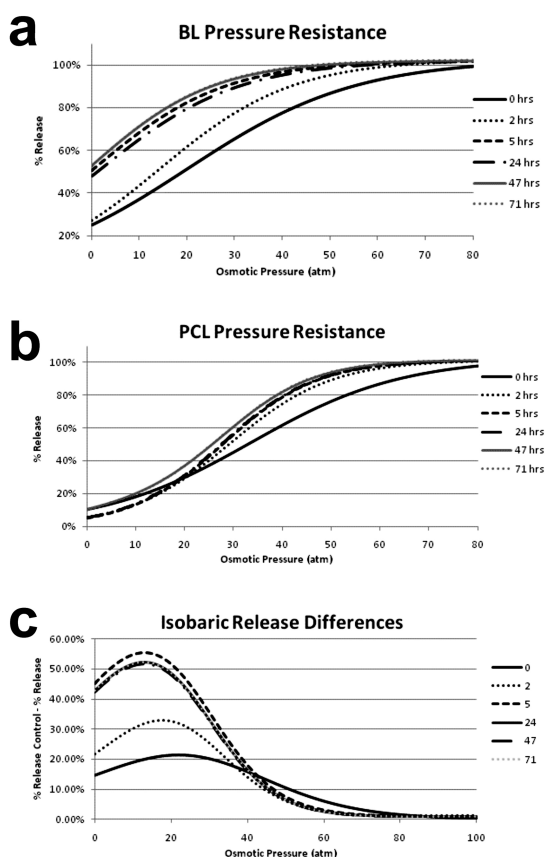 a
BL Pressure Resistance
100%
80%
60%
40%
20%
% Release
0 10 20 30 40 50 60 70 80
Osmotic Pressure (atm)
0 hrs
2 hrs
5 hrs
24 hrs
47 hrs
71 hrs
b
PCL Pressure Resistance
100%
80%
60%
40%
20%
0%
% Release
0 10 20 30 40 50 60 70 80
Osmotic Pressure (atm)
0 hrs
2 hrs
5 hrs
24 hrs
47 hrs
71 hrs
c
Isobaric Release Differences
60.00%
50.00%
40.00%
30.00%
20.00%
10.00%
0.00%
% Release Control - % Release
0 20 40 60 80 100
Osmotic Pressure (atm)
0
2
5
24
47
71